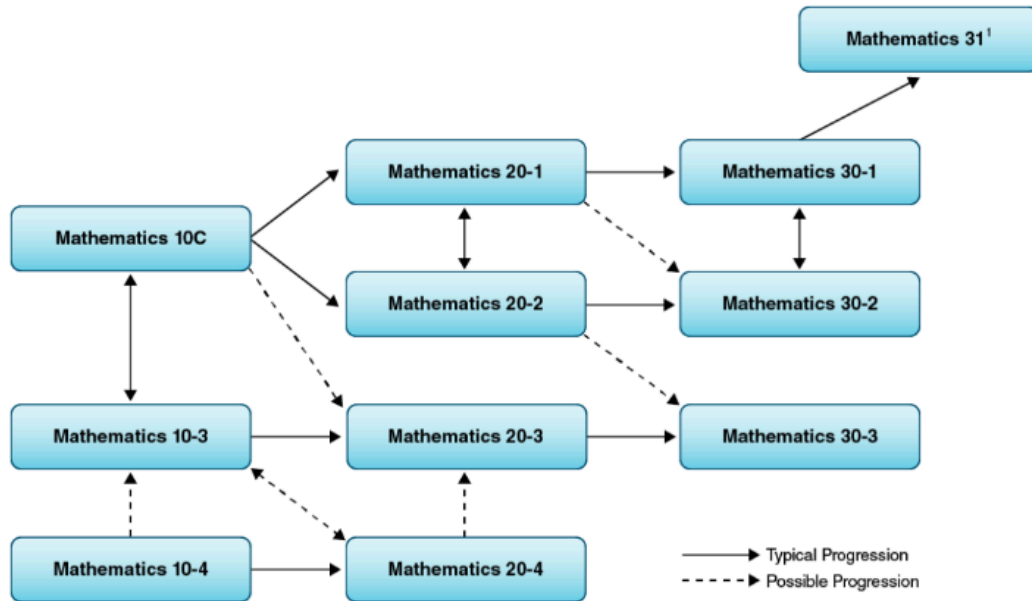 Mathematics 31¹
Mathematics 20-1
Mathematics 30-1
Mathematics 10C
Mathematics 20-2
Mathematics 30-2
Mathematics 10-3
Mathematics 20-3
Mathematics 30-3
Mathematics 10-4
Mathematics 20-4
Typical Progression
Possible Progression